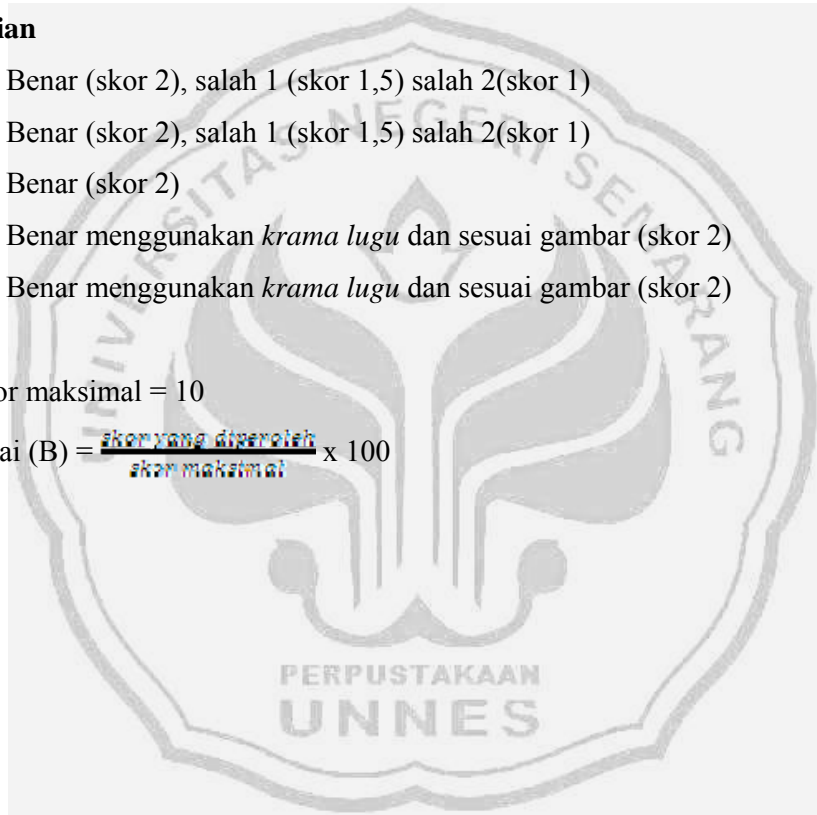 ian
Benar (skor 2), salah 1 (skor 1,5) salah 2(skor 1)
Benar (skor 2), salah 1 (skor 1,5) salah 2(skor 1)
Benar (skor 2)
Benar menggunakan krama lugu dan sesuai gambar (skor 2)
Benar menggunakan krama lugu dan sesuai gambar (skor 2)
or maksimal = 10
ai (B) = skor yang diperoleh / skor maksimal x 100
UNIVERSITAS NEGERI SEMARANG
PERPUSTAKAAN
UNNES